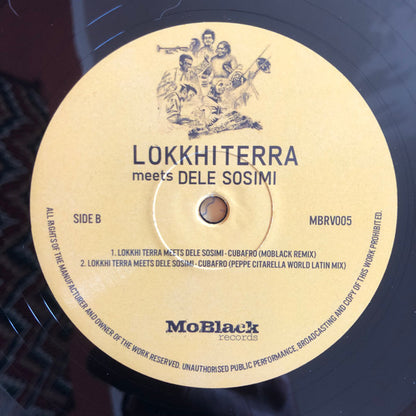 LOKKHITERRA
meets DELE SOSIMI
SIDE B
MBRV005
1. LOKKHI TERRA MEETS DELE SOSIMI - CUBAFRO (MOBLACK REMIX)
2. LOKKHI TERRA MEETS DELE SOSIMI - CUBAFRO (PEPPE CITARELLA WORLD LATIN MIX)
MoBlack
records
ALL RIGHTS OF THE MANUFACTURER AND OWNER OF THE WORK RESERVED. UNAUTHORISED PUBLIC PERFORMANCE, BROADCASTING AND COPY OF THIS WORK PROHIBITED.